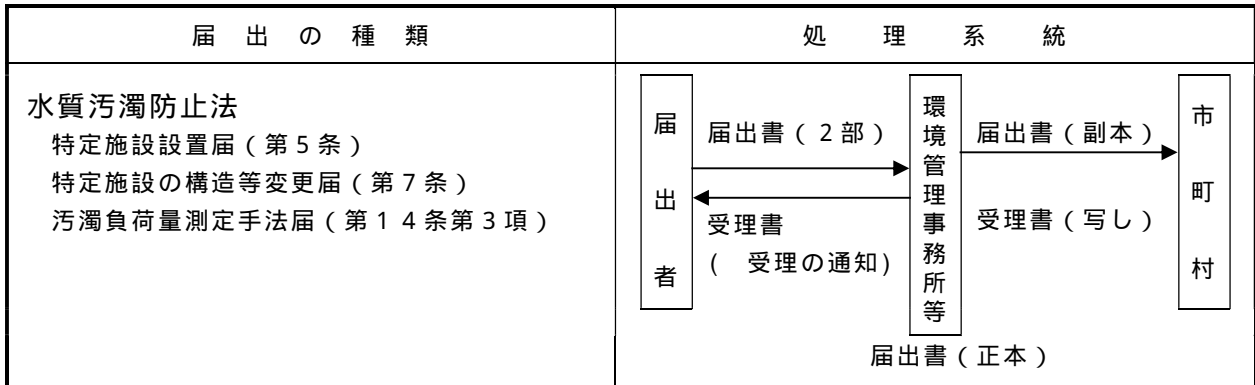 届出の種類
処理系統
水質汚濁防止法
特定施設設置届（第５条）
特定施設の構造等変更届（第７条）
汚濁負荷量測定手法届（第１４条第３項）
届出者
届出書（２部）
受理書
(　受理の通知)
環境管理事務所等
届出書（副本）
受理書（写し）
市町村
届出書（正本）